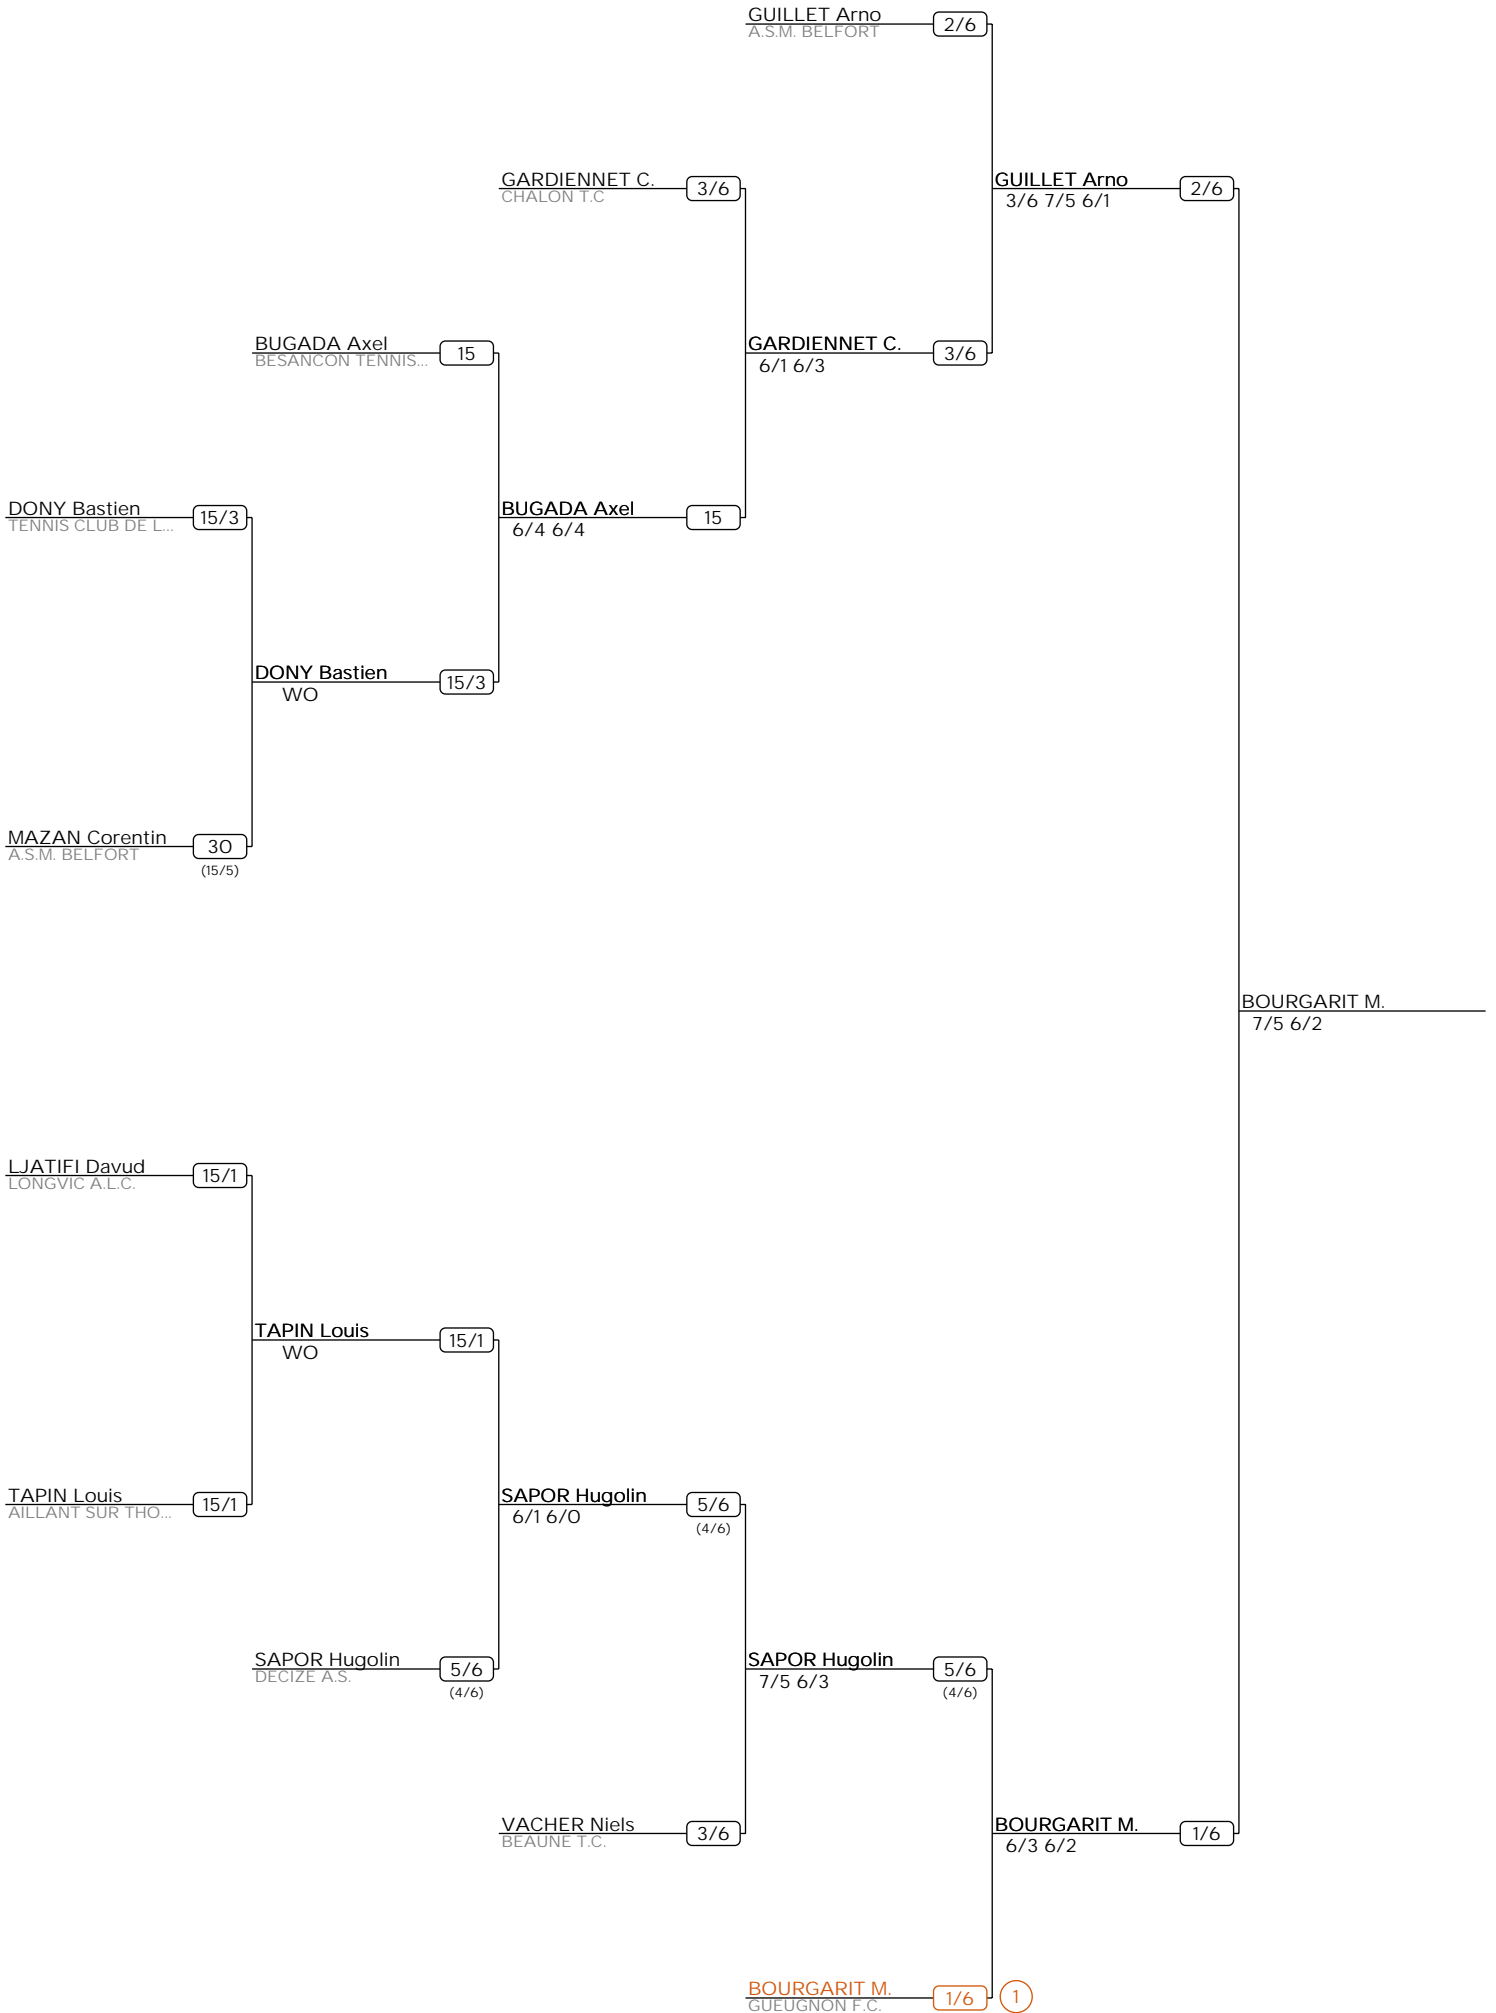 GUILLET Arno
A.S.M. BELFORT
2/6
GARDIENNET C.
CHALON T.C
3/6
GUILLET Arno
3/6 7/5 6/1
2/6
BUGADA Axel
BESANCON TENNIS...
15
GARDIENNET C.
6/1 6/3
3/6
DONY Bastien
TENNIS CLUB DE L...
15/3
BUGADA Axel
6/4 6/4
15
DONY Bastien
WO
15/3
MAZAN Corentin
A.S.M. BELFORT
30
(15/5)
BOURGARIT M.
7/5 6/2
LJATIFI Davud
LONGVIC A.L.C.
15/1
TAPIN Louis
WO
15/1
TAPIN Louis
AILLANT SUR THO...
15/1
SAPOR Hugolin
6/1 6/0
5/6
(4/6)
SAPOR Hugolin
DECIZE A.S.
5/6
(4/6)
SAPOR Hugolin
7/5 6/3
5/6
(4/6)
VACHER Niels
BEAUNE T.C.
3/6
BOURGARIT M.
6/3 6/2
1/6
BOURGARIT M.
GUEUGNON F.C.
1/6
1